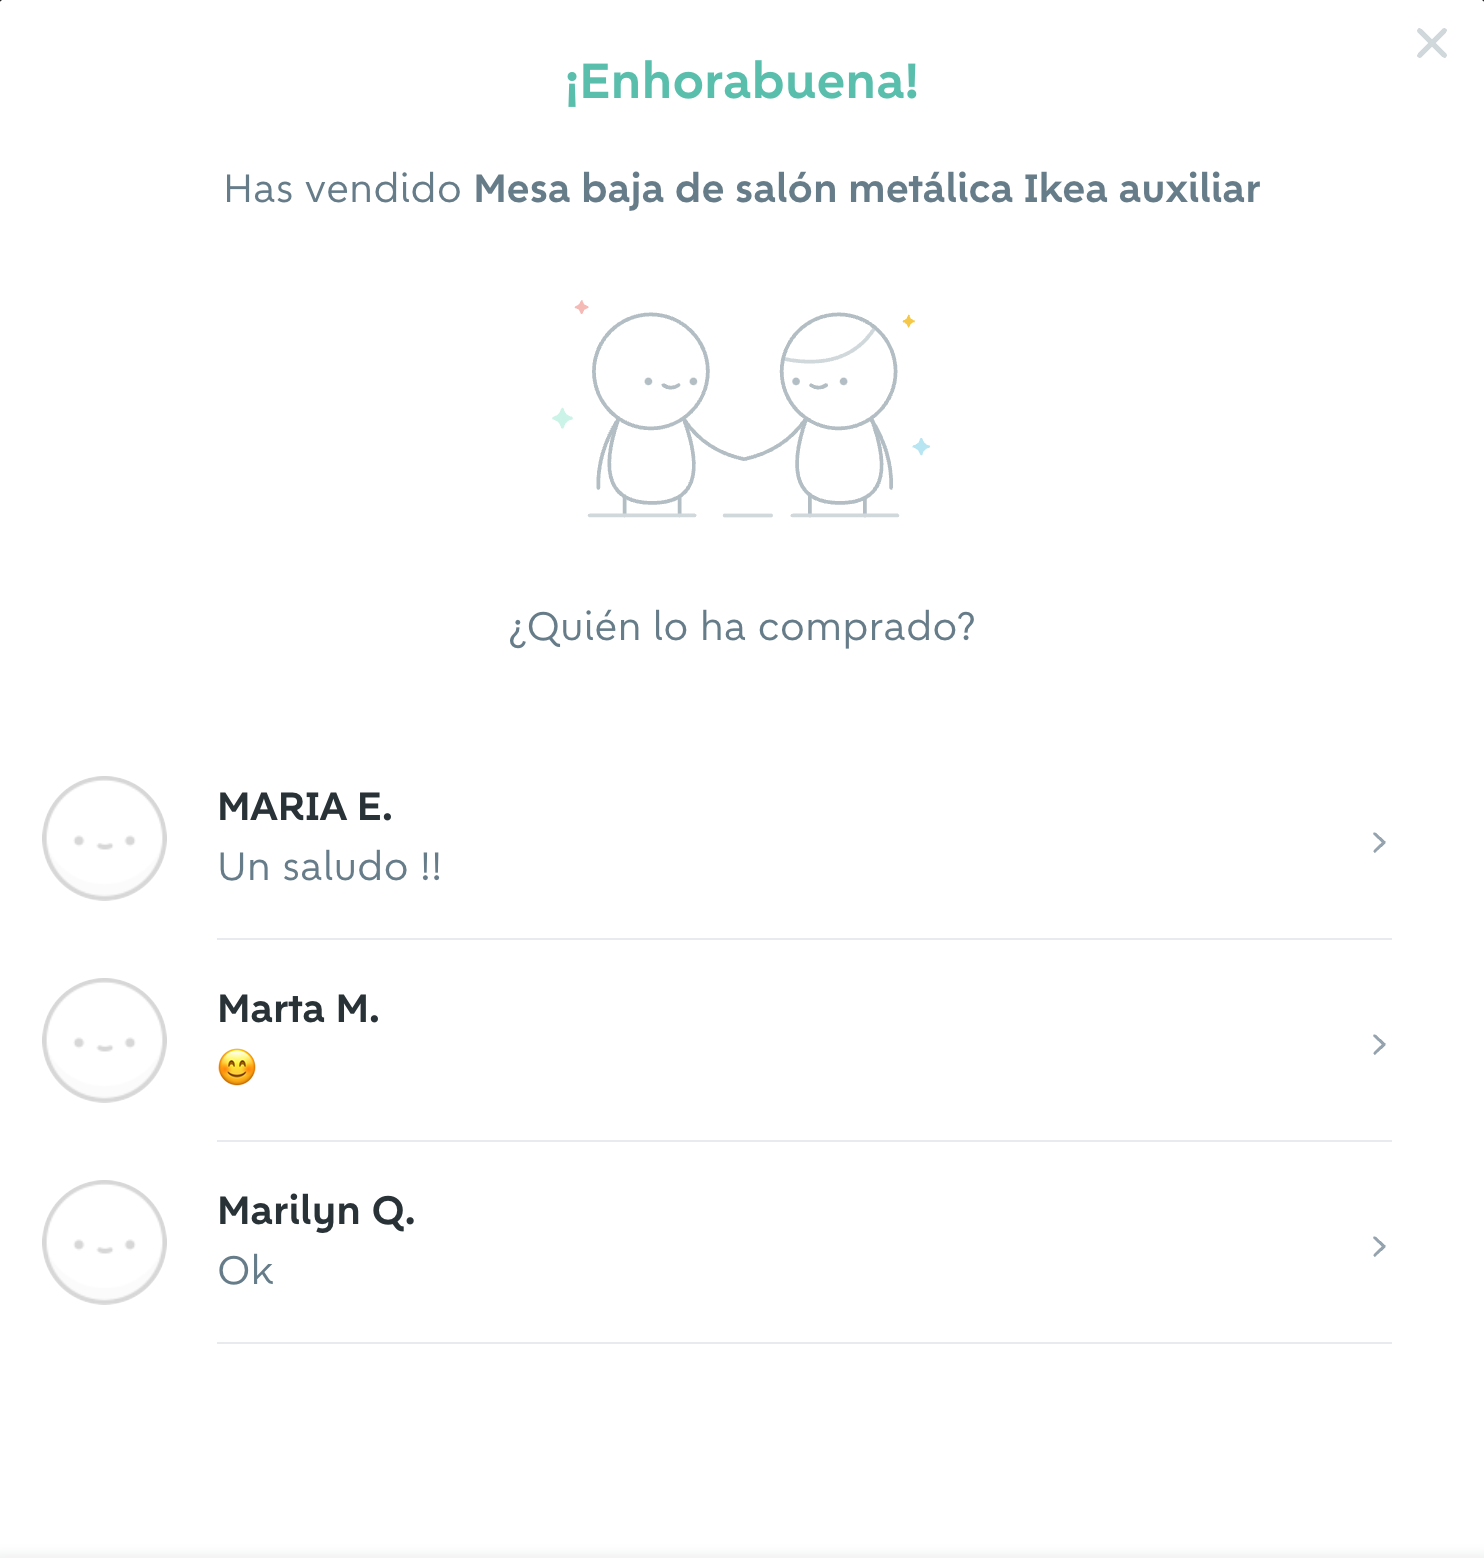 ¡Enhorabuena!
Has vendido Mesa baja de salón metálica Ikea auxiliar
¿Quién lo ha comprado?
MARIA E.
Un saludo !!
Marta M.
😊
Marilyn Q.
Ok